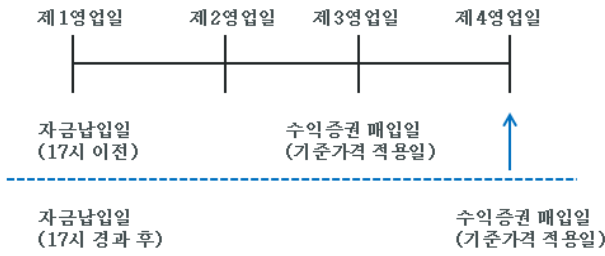 제1영업일 제2영업일 제3영업일 제4영업일
자금납입일 수익증권 매입일
(17시 이전) (기준가격 적용일)
자금납입일 수익증권 매입일
(17시 경과 후) (기준가격 적용일)